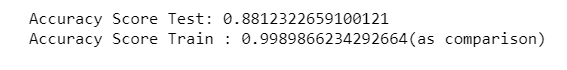 Accuracy Score Test: 0.8812322659100121
Accuracy Score Train : 0.9989866234292664(as comparison)